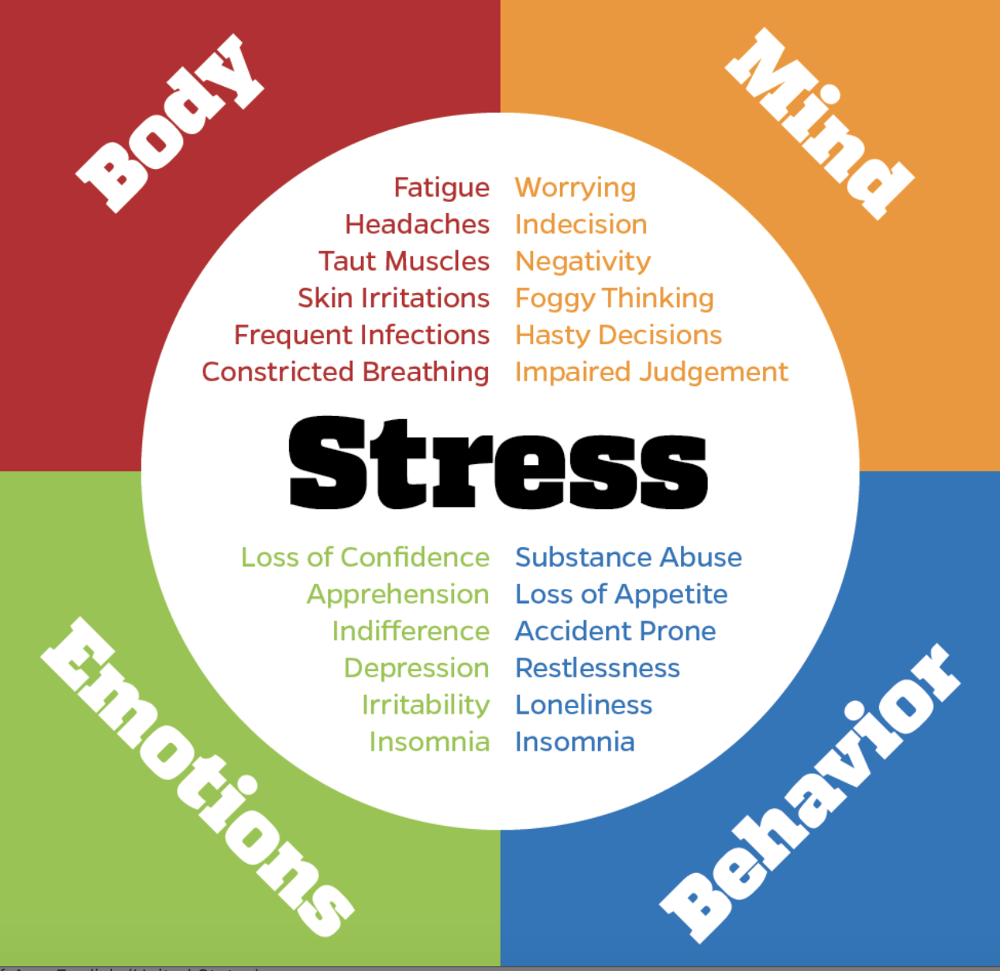 Body
Mind
Fatigue
Headaches
Taut Muscles
Skin Irritations
Frequent Infections
Constricted Breathing
Worrying
Indecision
Negativity
Foggy Thinking
Hasty Decisions
Impaired Judgement
Stress
Loss of Confidence
Apprehension
Indifference
Depression
Irritability
Insomnia
Substance Abuse
Loss of Appetite
Accident Prone
Restlessness
Loneliness
Insomnia
Emotions
Behavior